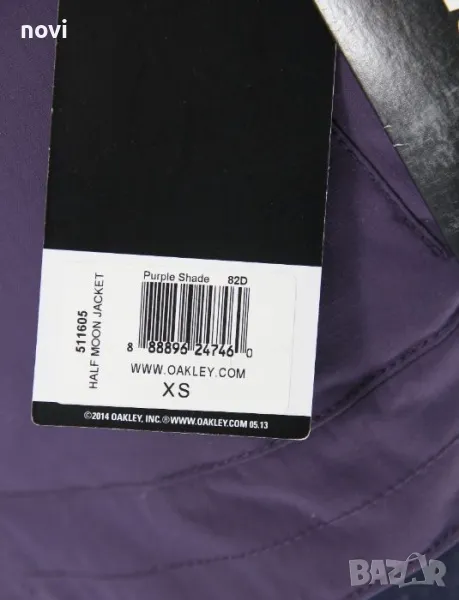 novi
Purple Shade 82D
511605
HALF MOON JACKET
8 88896 24746 0
WWW.OAKLEY.COM
XS
©2014 OAKLEY, INC.®WWW.OAKLEY.COM 05.13
BAZAR